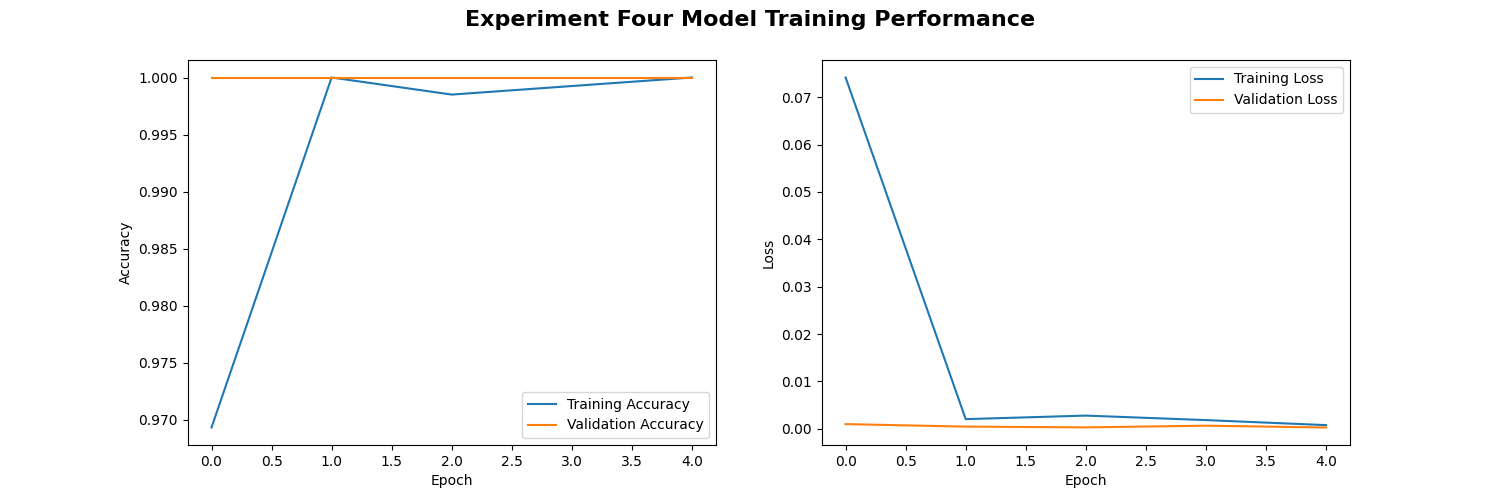 Experiment Four Model Training Performance
1.000
0.995
0.990
0.985
0.980
0.975
0.970
Accuracy
Training Accuracy
Validation Accuracy
0.0 0.5 1.0 1.5 2.0 2.5 3.0 3.5 4.0
Epoch
Training Loss
Validation Loss
0.07
0.06
0.05
0.04
0.03
0.02
0.01
0.00
Loss
0.0 0.5 1.0 1.5 2.0 2.5 3.0 3.5 4.0
Epoch